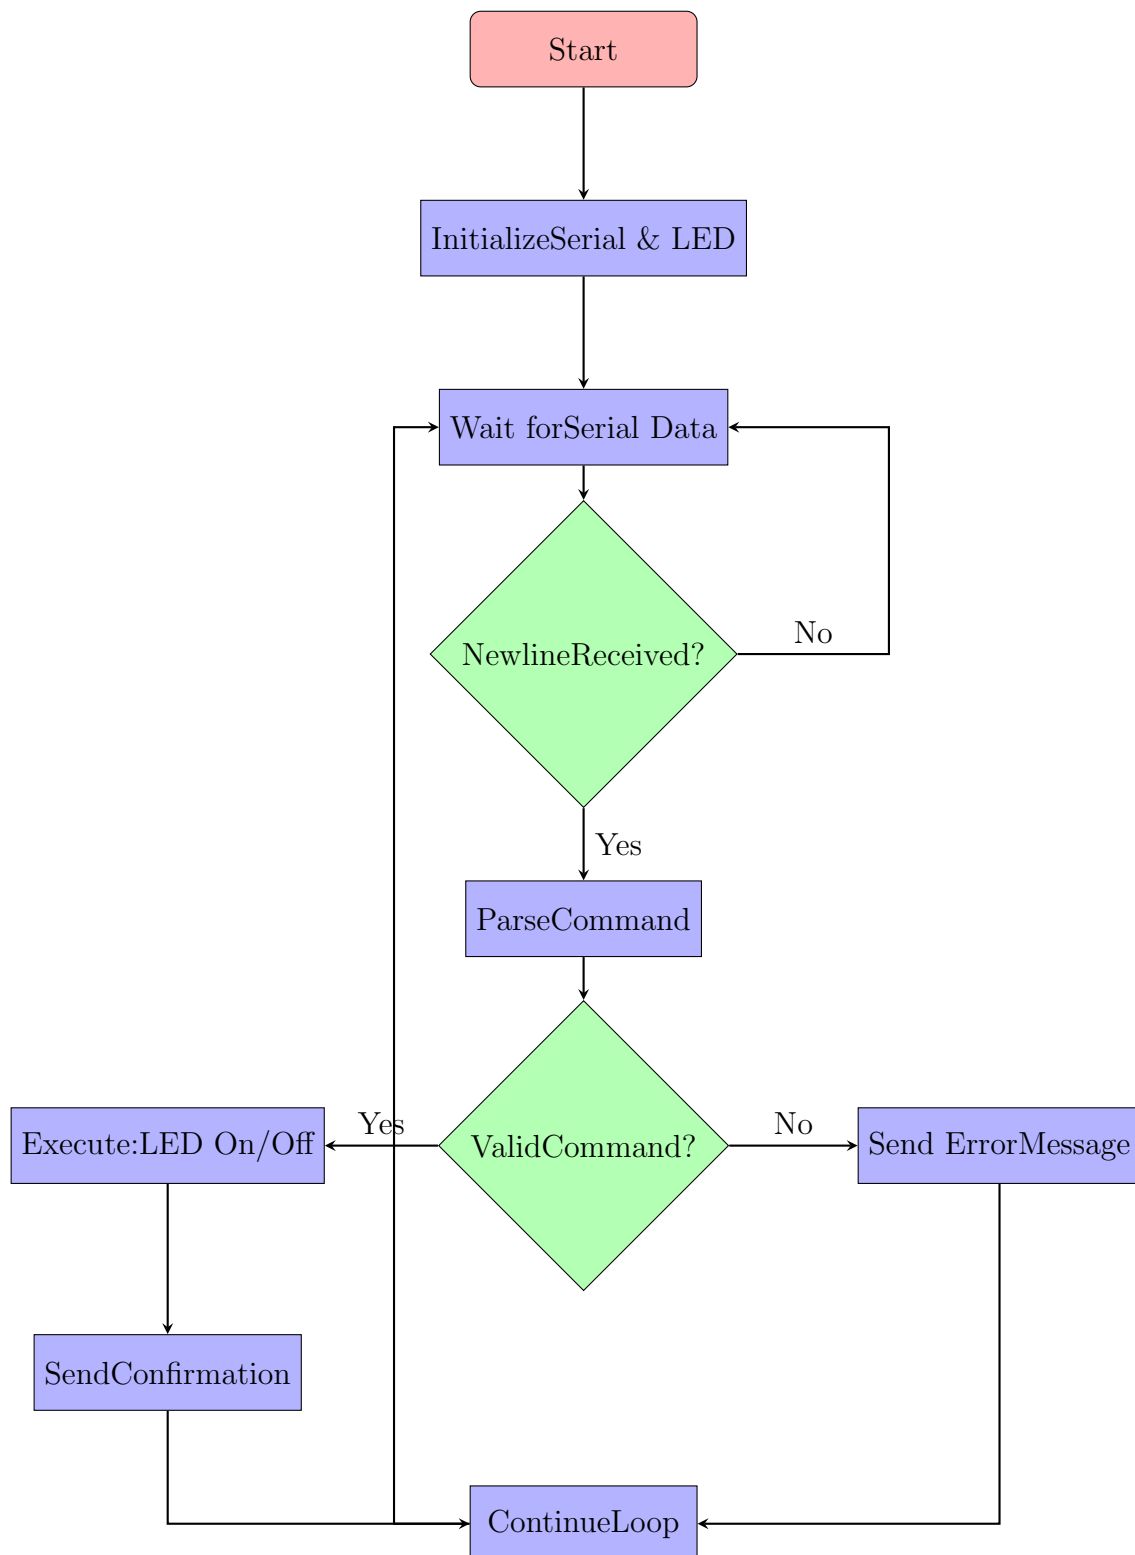 Start
InitializeSerial & LED
Wait forSerial Data
NewlineReceived?
No
Yes
ParseCommand
Execute:LED On/Off
Yes
ValidCommand?
No
Send ErrorMessage
SendConfirmation
ContinueLoop